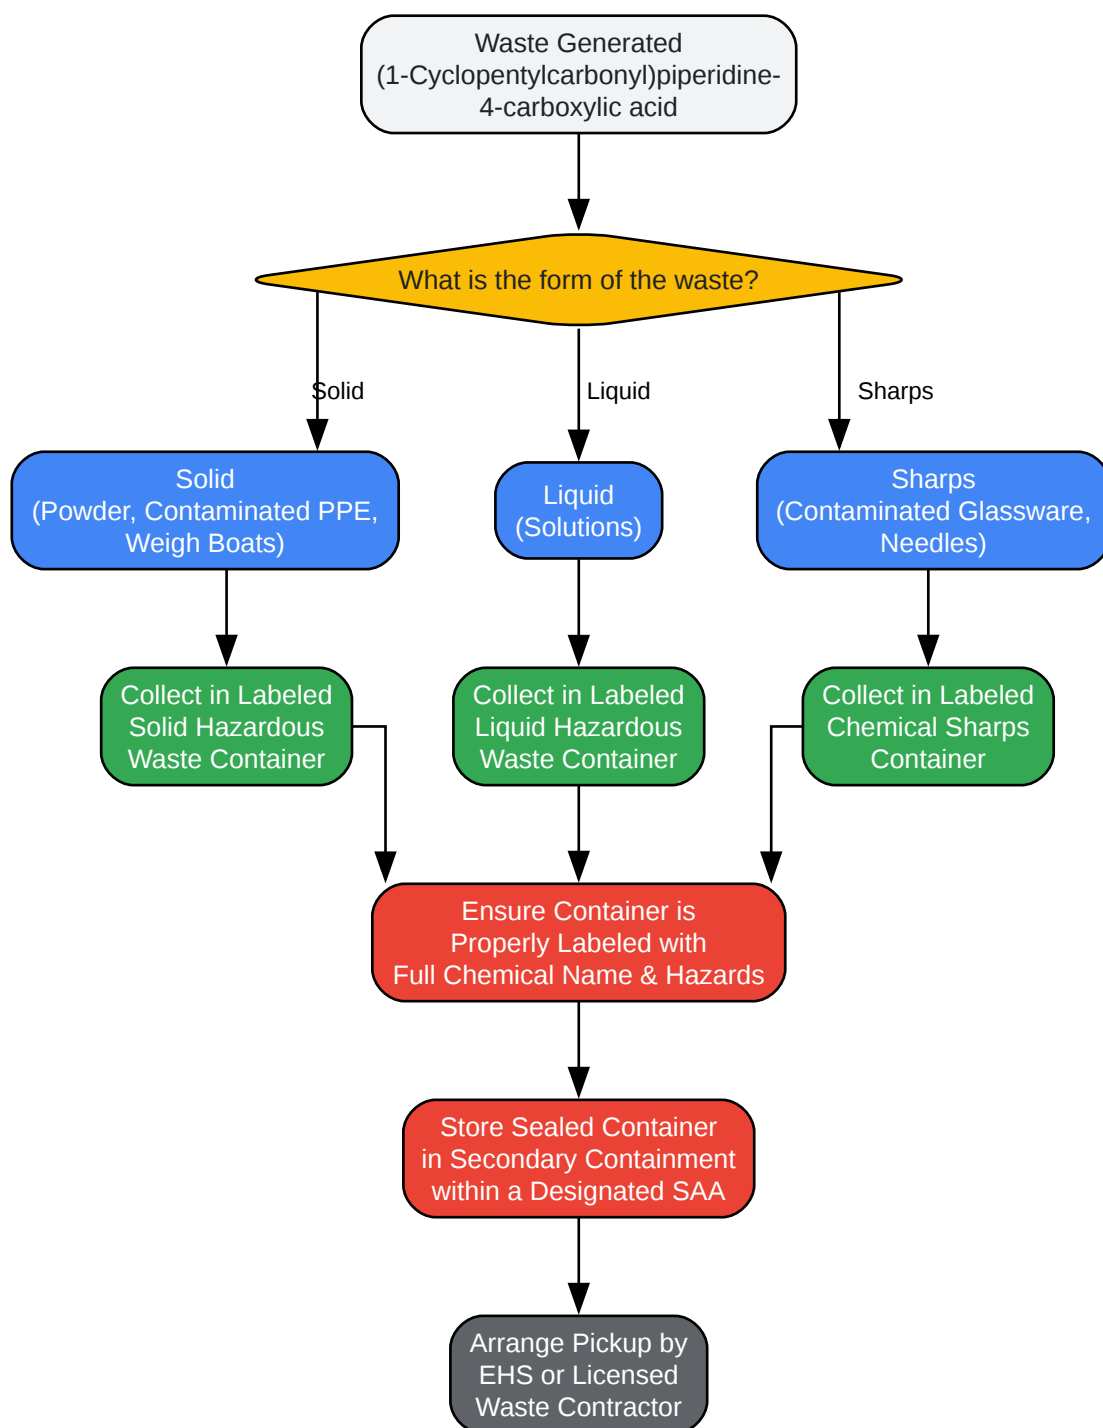 Waste Generated
(1-Cyclopentylcarbonyl)piperidine-
4-carboxylic acid
What is the form of the waste?
Solid
Liquid
Sharps
Solid
(Powder, Contaminated PPE,
Weigh Boats)
Liquid
(Solutions)
Sharps
(Contaminated Glassware,
Needles)
Collect in Labeled
Solid Hazardous
Waste Container
Collect in Labeled
Liquid Hazardous
Waste Container
Collect in Labeled
Chemical Sharps
Container
Ensure Container is
Properly Labeled with
Full Chemical Name & Hazards
Store Sealed Container
in Secondary Containment
within a Designated SAA
Arrange Pickup by
EHS or Licensed
Waste Contractor